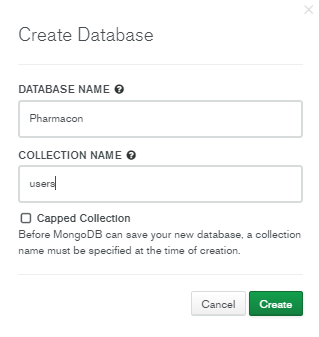 Create Database
DATABASE NAME
Pharmacon
COLLECTION NAME
users
Capped Collection
Before MongoDB can save your new database, a collection
name must be specified at the time of creation.
Cancel Create